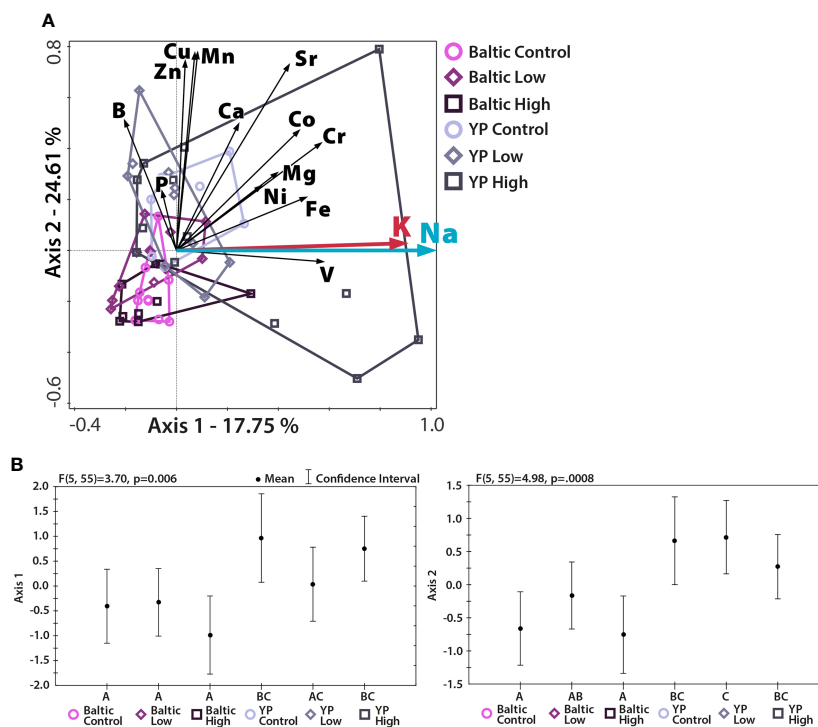 A
0.8
Axis 2 - 24.61 %
-0.6
-0.4
Axis 1 - 17.75 %
1.0
Cu
Mn
Zn
Sr
B
Ca
Co
Cr
P
Mg
Ni
Fe
K
Na
V
Baltic Control
Baltic Low
Baltic High
YP Control
YP Low
YP High
B
F(5, 55)=3.70, p=0.006
Mean
Confidence Interval
Axis 1
2.0
1.5
1.0
0.5
0.0
-0.5
-1.0
-1.5
-2.0
A A A BC AC BC
Baltic Control
Baltic Low
Baltic High
YP Control
YP Low
YP High
F(5, 55)=4.98, p=.0008
Axis 2
1.5
1.0
0.5
0.0
-0.5
-1.0
-1.5
A AB A BC C BC
Baltic Control
Baltic Low
Baltic High
YP Control
YP Low
YP High